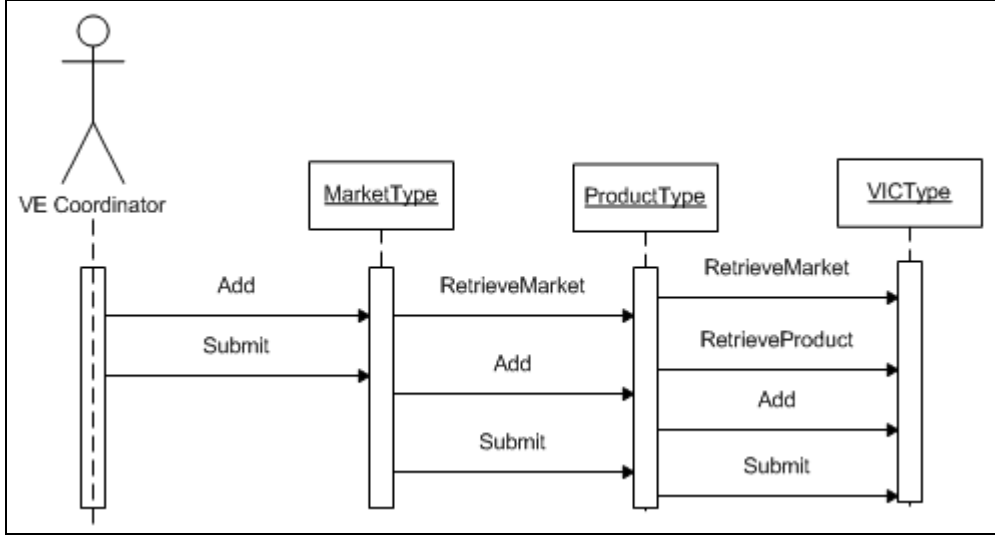 VE Coordinator
MarketType
ProductType
VICType
Add
RetrieveMarket
RetrieveMarket
Submit
Add
RetrieveProduct
Add
Submit
Submit